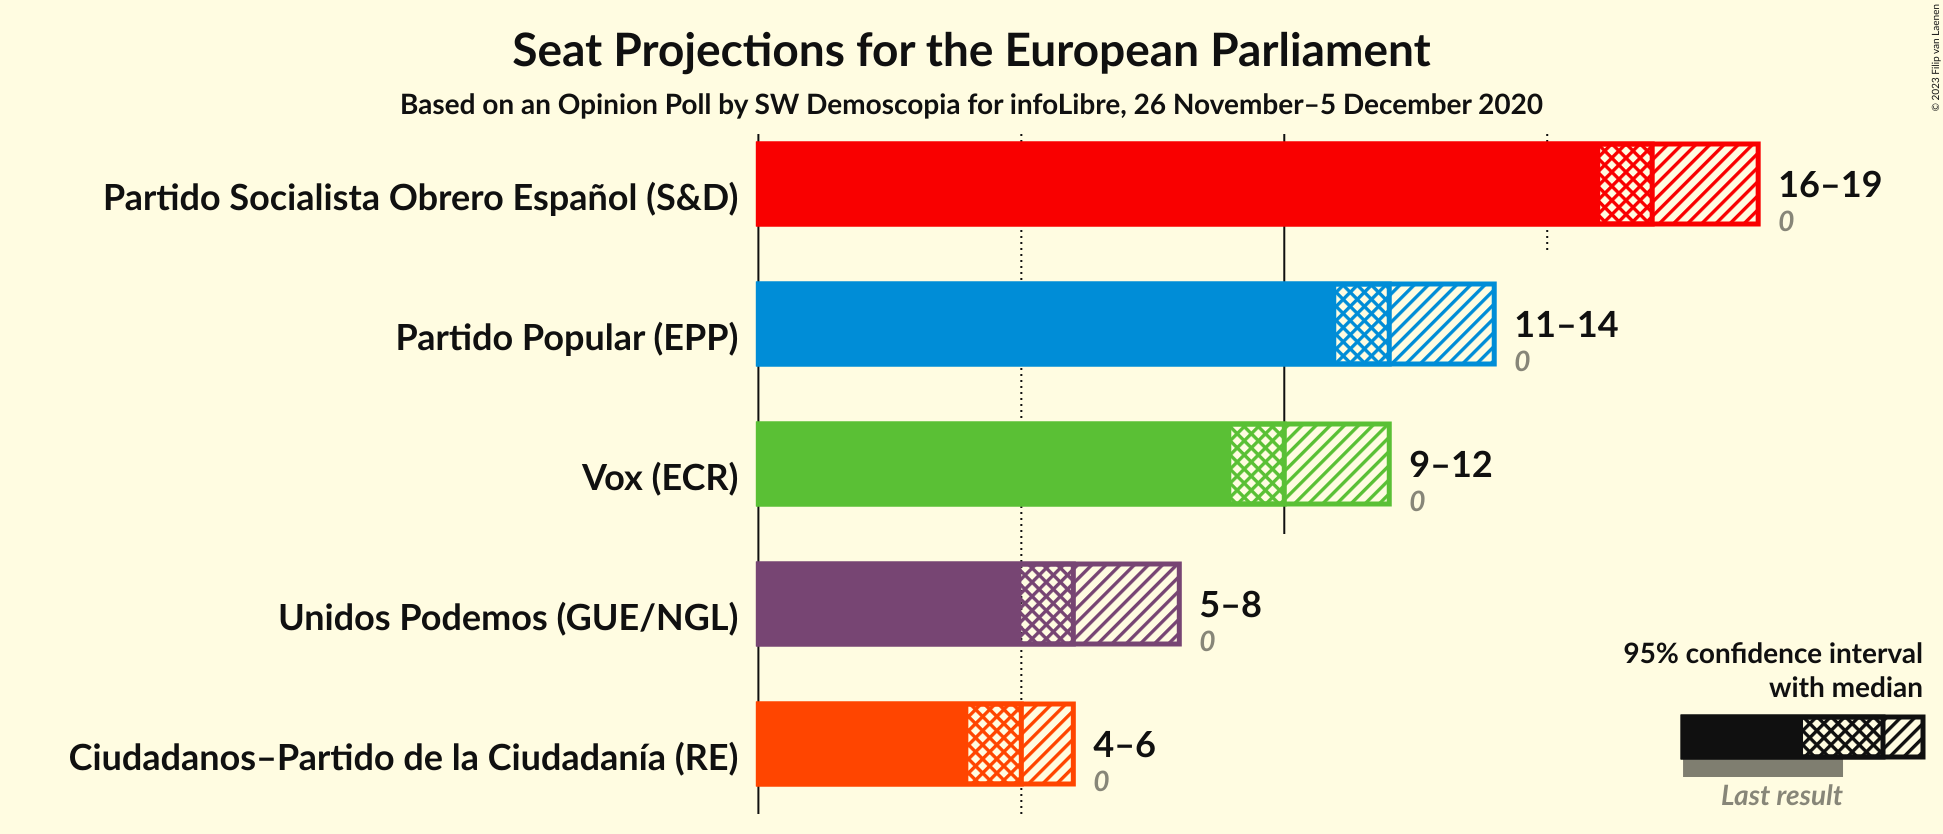 Seat Projections for the European Parliament
Based on an Opinion Poll by SW Demoscopia for infoLibre, 26 November–5 December 2020
© 2023 Filip van Laenen
Partido Socialista Obrero Español (S&D)
16–19
0
Partido Popular (EPP)
11–14
0
Vox (ECR)
9–12
0
Unidos Podemos (GUE/NGL)
5–8
0
Ciudadanos–Partido de la Ciudadanía (RE)
4–6
0
95% confidence interval
with median
Last result